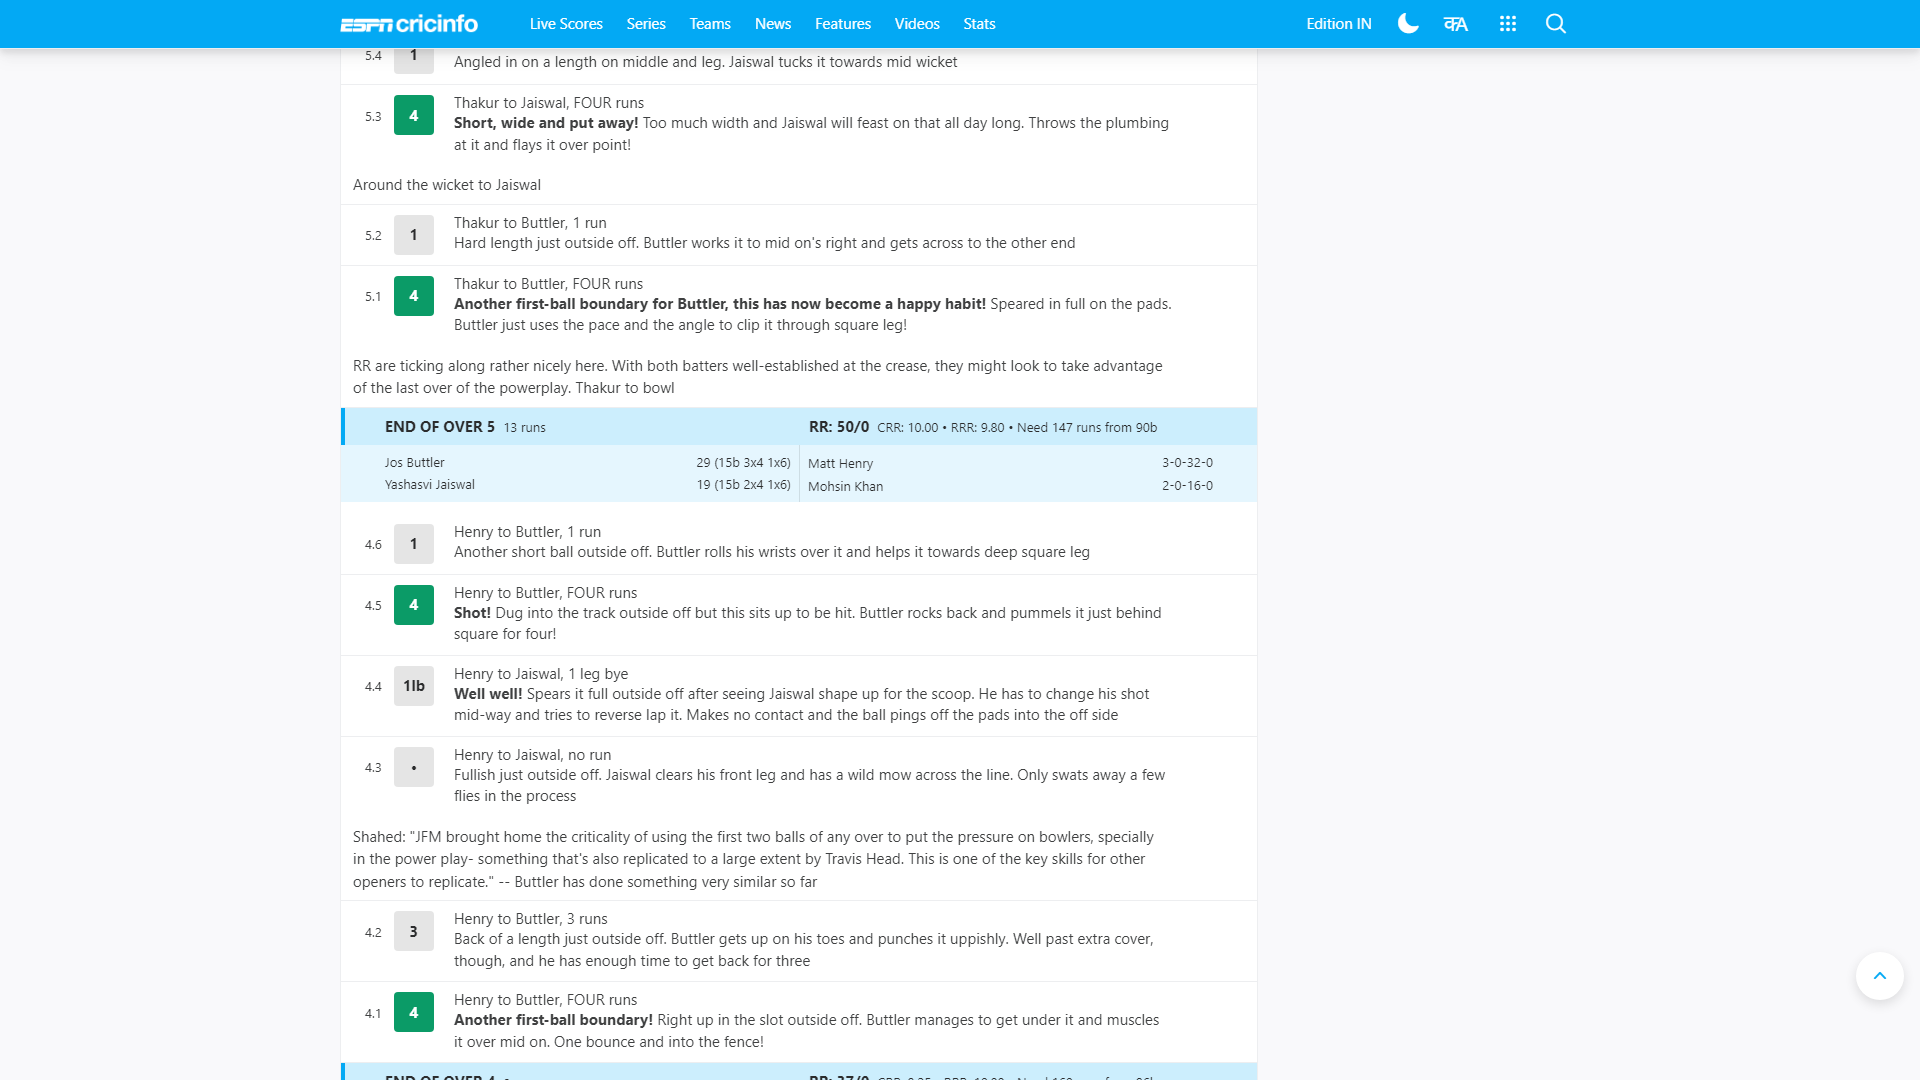 ESPN cricinfo Live Scores Series Teams News Features Videos Stats Edition IN क A
5.4 1
Angled in on a length on middle and leg. Jaiswal tucks it towards mid wicket
Thakur to Jaiswal, FOUR runs
5.3 4 Short, wide and put away! Too much width and Jaiswal will feast on that all day long. Throws the plumbing
at it and flays it over point!
Around the wicket to Jaiswal
Thakur to Buttler, 1 run
5.2 1 Hard length just outside off. Buttler works it to mid on's right and gets across to the other end
Thakur to Buttler, FOUR runs
5.1 4 Another first-ball boundary for Buttler, this has now become a happy habit! Speared in full on the pads.
Buttler just uses the pace and the angle to clip it through square leg!
RR are ticking along rather nicely here. With both batters well-established at the crease, they might look to take advantage
of the last over of the powerplay. Thakur to bowl
END OF OVER 5 13 runs RR: 50/0 CRR: 10.00 • RRR: 9.80 • Need 147 runs from 90b
Jos Buttler 29 (15b 3x4 1x6) Matt Henry 3-0-32-0
Yashasvi Jaiswal 19 (15b 2x4 1x6) Mohsin Khan 2-0-16-0
Henry to Buttler, 1 run
4.6 1 Another short ball outside off. Buttler rolls his wrists over it and helps it towards deep square leg
Henry to Buttler, FOUR runs
4.5 4 Shot! Dug into the track outside off but this sits up to be hit. Buttler rocks back and pummels it just behind
square for four!
Henry to Jaiswal, 1 leg bye
4.4 1lb Well well! Spears it full outside off after seeing Jaiswal shape up for the scoop. He has to change his shot
mid-way and tries to reverse lap it. Makes no contact and the ball pings off the pads into the off side
Henry to Jaiswal, no run
4.3 • Fullish just outside off. Jaiswal clears his front leg and has a wild mow across the line. Only swats away a few
flies in the process
Shahed: "JFM brought home the criticality of using the first two balls of any over to put the pressure on bowlers, specially
in the power play- something that's also replicated to a large extent by Travis Head. This is one of the key skills for other
openers to replicate." -- Buttler has done something very similar so far
Henry to Buttler, 3 runs
4.2 3 Back of a length just outside off. Buttler gets up on his toes and punches it uppishly. Well past extra cover,
though, and he has enough time to get back for three
Henry to Buttler, FOUR runs
4.1 4 Another first-ball boundary! Right up in the slot outside off. Buttler manages to get under it and muscles
it over mid on. One bounce and into the fence!
END OF OVER 4 RR: 37/0